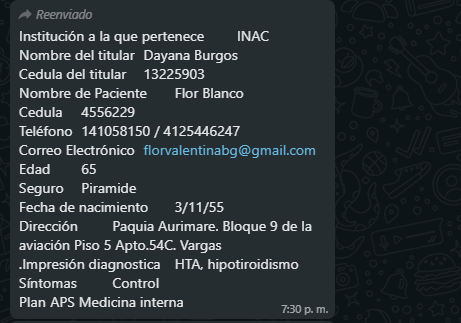 Reenviado
Institución a la que pertenece INAC
Nombre del titular Dayana Burgos
Cedula del titular 13225903
Nombre de Paciente Flor Blanco
Cedula 4556229
Teléfono 141058150 / 4125446247
Correo Electrónico florvalentinabg@gmail.com
Edad 65
Seguro Piramide
Fecha de nacimiento 3/11/55
Dirección Paquia Aurimare. Bloque 9 de la
aviación Piso 5 Apto.54C. Vargas
.Impresión diagnostica HTA, hipotiroidismo
Síntomas Control
Plan APS Medicina interna
7:30 p. m.